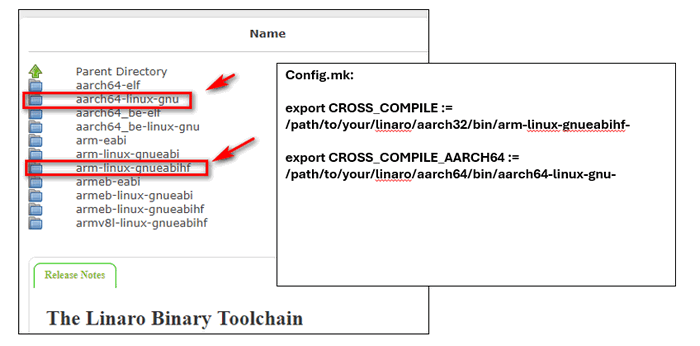 Name
Parent Directory
aarch64-elf
aarch64-linux-gnu
aarch64_be-elf
aarch64_be-linux-gnu
arm-eabi
arm-linux-gnueabi
arm-linux-gnueabihf
armeb-eabi
armeb-linux-gnueabi
armeb-linux-gnueabihf
armv8l-linux-gnueabihf
Release Notes
The Linaro Binary Toolchain
Config.mk:
export CROSS_COMPILE :=
/path/to/your/linaro/aarch32/bin/arm-linux-gnueabihf-
export CROSS_COMPILE_AARCH64 :=
/path/to/your/linaro/aarch64/bin/aarch64-linux-gnu-